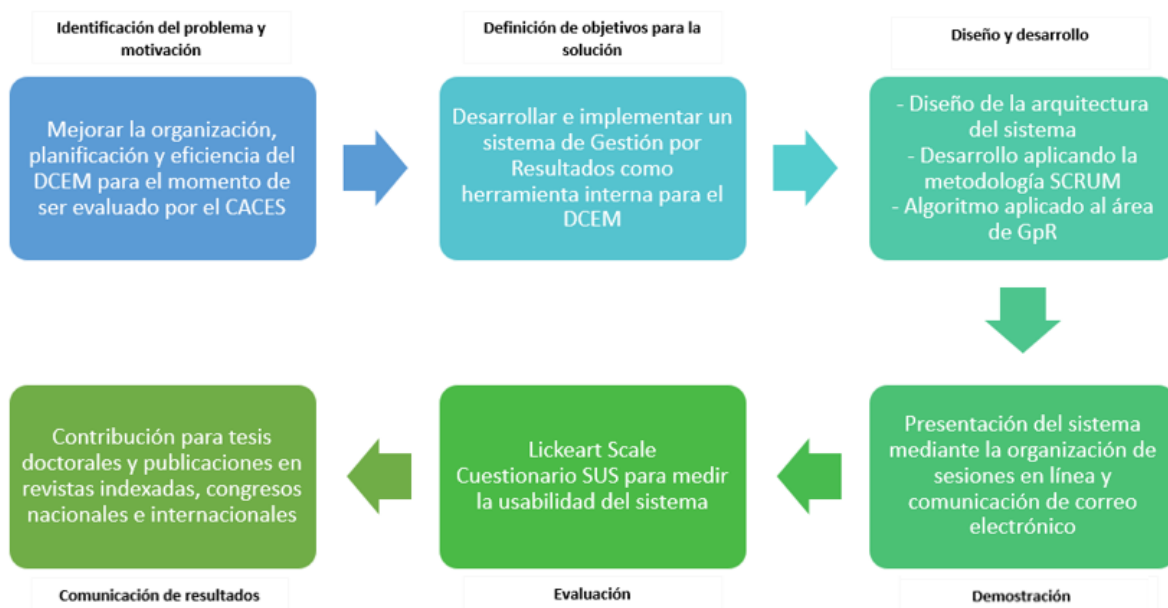 Identificación del problema y
motivación
Mejorar la organización,
planificación y eficiencia del
DCEM para el momento de
ser evaluado por el CACES
Definición de objetivos para la
solución
Desarrollar e implementar un
sistema de Gestión por
Resultados como
herramienta interna para el
DCEM
Diseño y desarrollo
- Diseño de la arquitectura
del sistema
- Desarrollo aplicando la
metodología SCRUM
- Algoritmo aplicado al área
de GpR
Presentación del sistema
mediante la organización de
sesiones en línea y
comunicación de correo
electrónico
Demostración
Lickeart Scale
Cuestionario SUS para medir
la usabilidad del sistema
Evaluación
Contribución para tesis
doctorales y publicaciones en
revistas indexadas, congresos
nacionales e internacionales
Comunicación de resultados